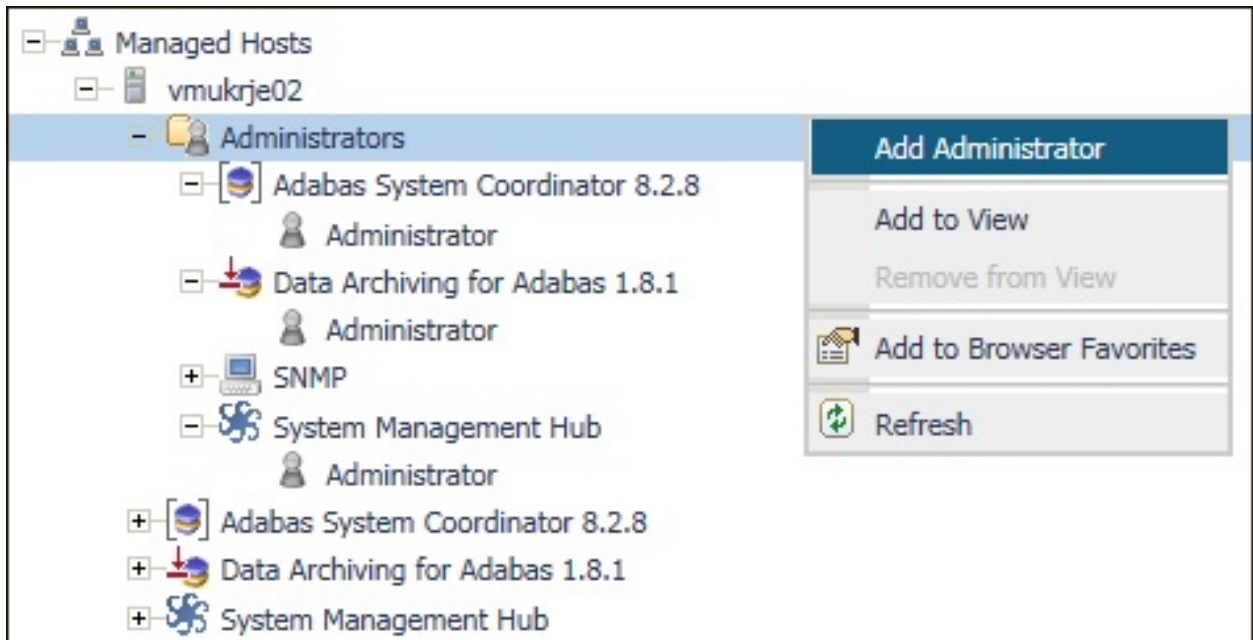 Managed Hosts
vmukrje02
Administrators
Add Administrator
Adabas System Coordinator 8.2.8
Add to View
Administrator
Data Archiving for Adabas 1.8.1
Remove from View
Administrator
Add to Browser Favorites
SNMP
System Management Hub
Refresh
Administrator
Adabas System Coordinator 8.2.8
Data Archiving for Adabas 1.8.1
System Management Hub